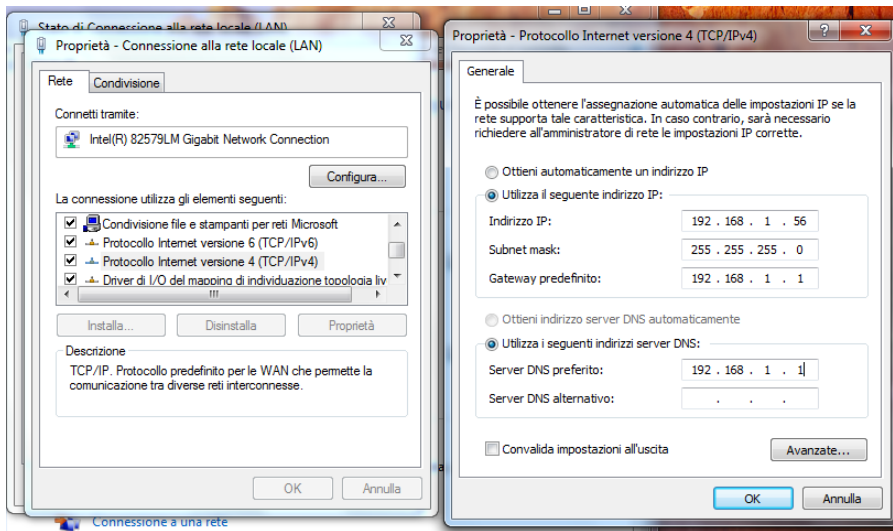 Stato di Connessione alla rete locale (LAN)
Proprietà - Connessione alla rete locale (LAN)
Rete
Condivisione
Connetti tramite:
Intel(R) 82579LM Gigabit Network Connection
Configura...
La connessione utilizza gli elementi seguenti:
Condivisione file e stampanti per reti Microsoft
Protocollo Internet versione 6 (TCP/IPv6)
Protocollo Internet versione 4 (TCP/IPv4)
Driver di I/O del mapping di individuazione topologia liv
Installa...
Disinstalla
Proprietà
Descrizione
TCP/IP. Protocollo predefinito per le WAN che permette la
comunicazione tra diverse reti interconnesse.
OK
Annulla
Connessione a una rete
Proprietà - Protocollo Internet versione 4 (TCP/IPv4)
Generale
È possibile ottenere l'assegnazione automatica delle impostazioni IP se la
rete supporta tale caratteristica. In caso contrario, sarà necessario
richiedere all'amministratore di rete le impostazioni IP corrette.
Ottieni automaticamente un indirizzo IP
Utilizza il seguente indirizzo IP:
Indirizzo IP: 192 . 168 . 1 . 56
Subnet mask: 255 . 255 . 255 . 0
Gateway predefinito: 192 . 168 . 1 . 1
Ottieni indirizzo server DNS automaticamente
Utilizza i seguenti indirizzi server DNS:
Server DNS preferito: 192 . 168 . 1 . 1
Server DNS alternativo: . . .
Convalida impostazioni all'uscita
Avanzate...
OK
Annulla